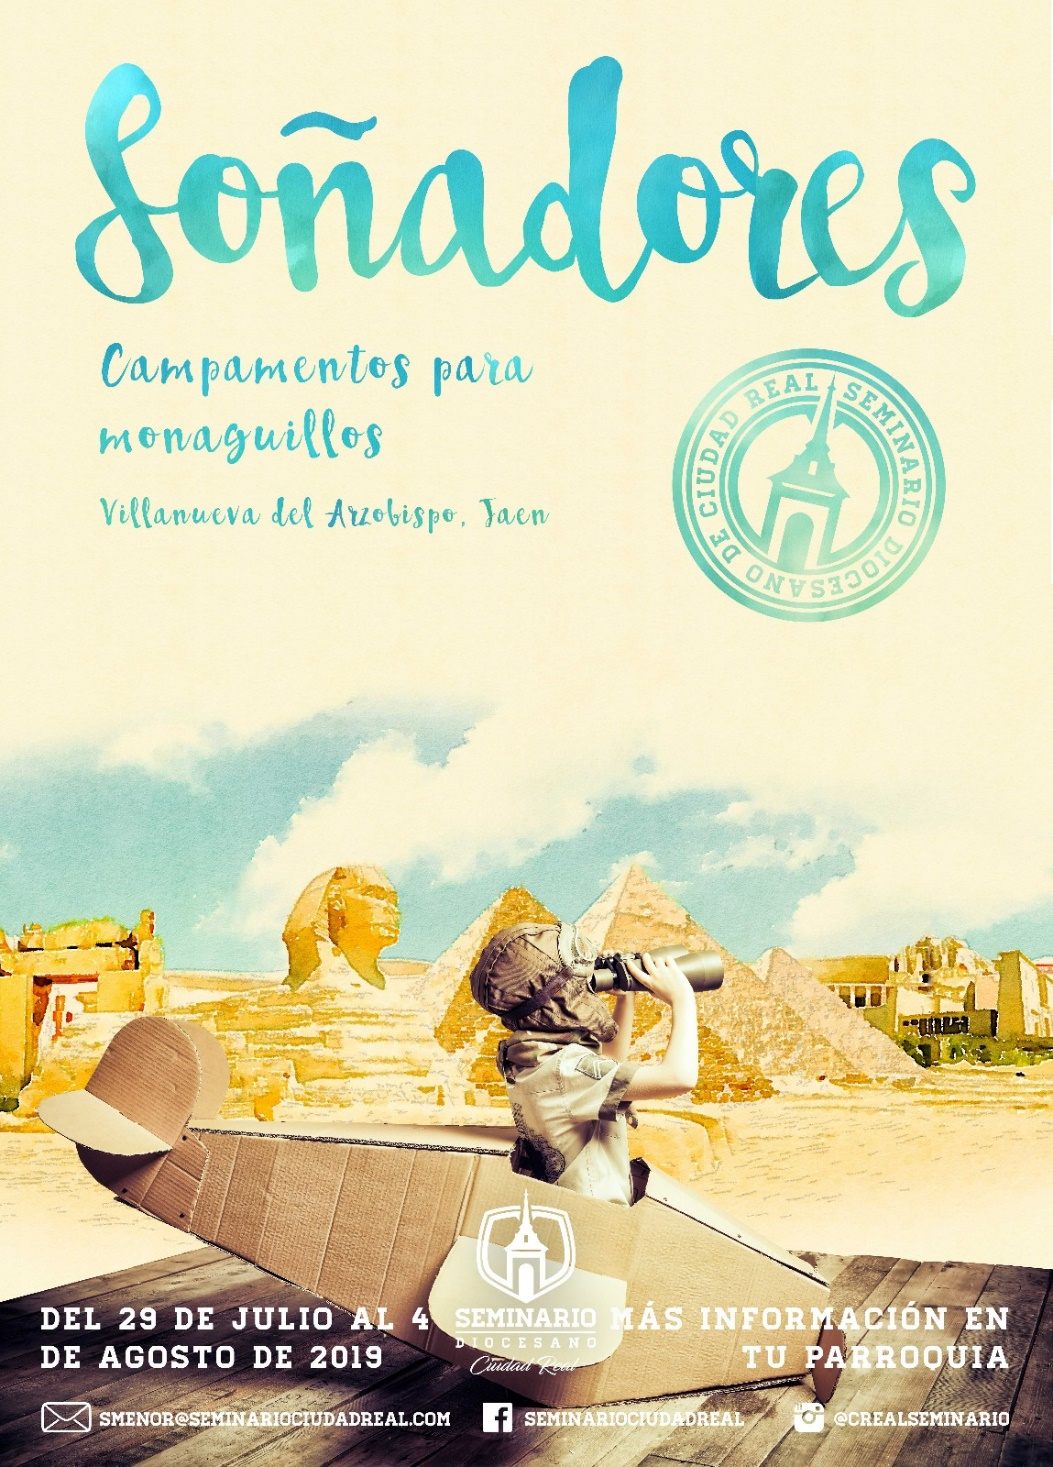 Soñadores
Campamentos para
monaguillos
Villanueva del Arzobispo, Jaen
SEMINARIO DIOCESANO DE CIUDAD REAL
DEL 29 DE JULIO AL 4
DE AGOSTO DE 2019
SEMINARIO
DIOCESANO
Ciudad Real
MÁS INFORMACIÓN EN
TU PARROQUIA
SMENOR@SEMINARIOCIUDADREAL.COM
SEMINARIOCIUDADREAL
@CREALSEMINARIO